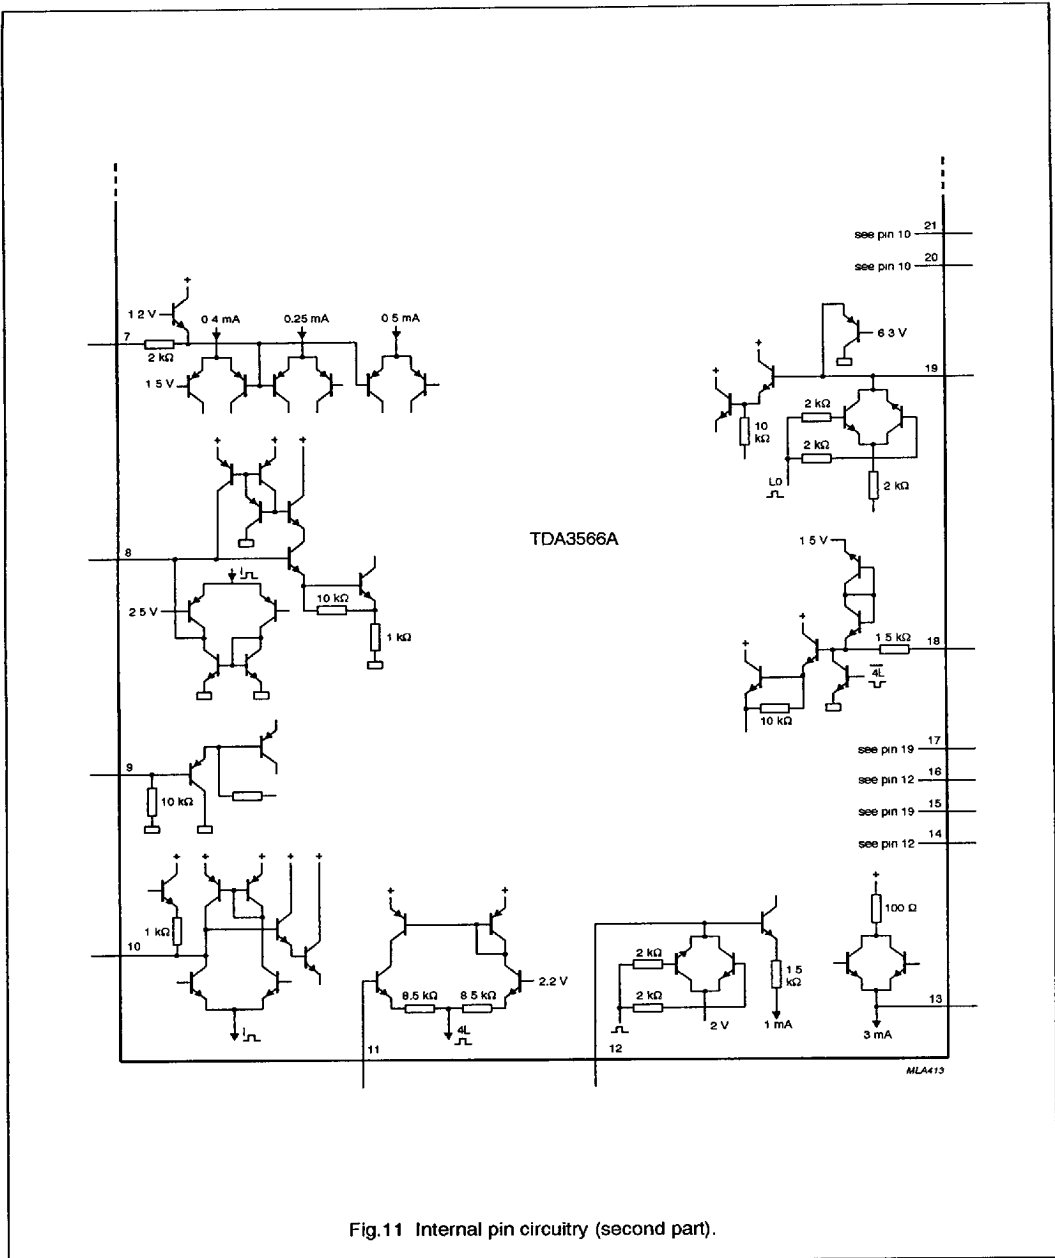 see pin 10 21
see pin 10 20
+
1 2 V
0 4 mA 0.25 mA 0 5 mA
7
2 kΩ
1 5 V
+
6 3 V
19
+
+
2 kΩ
10 kΩ
2 kΩ
L0
2 kΩ
+ + +
8
I
2 5 V
10 kΩ
1 kΩ
TDA3566A
1 5 V
+
1 5 kΩ 18
+
4L
10 kΩ
see pin 19 17
see pin 12 16
see pin 19 15
see pin 12 14
9
10 kΩ
+ + + + +
1 kΩ
10
I
+ +
2.2 V
8.5 kΩ 8 5 kΩ
4L
11
2 kΩ
2 kΩ
2 V
1 5 kΩ
1 mA
12
+
100 Ω
13
3 mA
MLA413
Fig.11 Internal pin circuitry (second part).